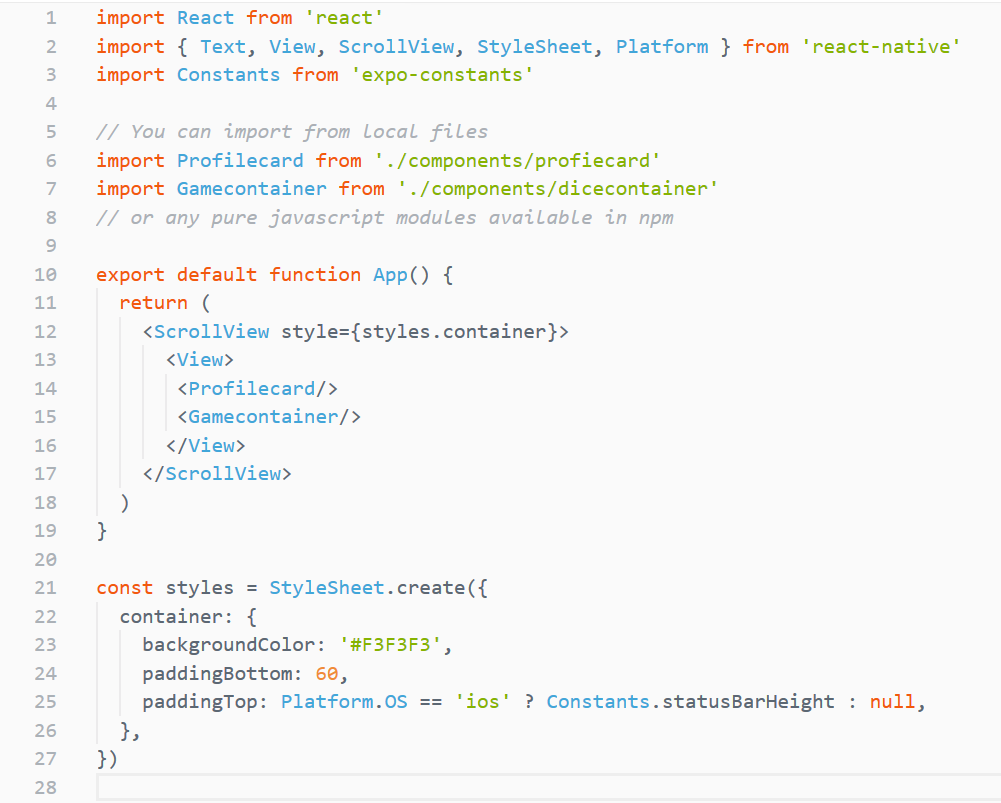 1 import React from 'react'
2 import { Text, View, ScrollView, StyleSheet, Platform } from 'react-native'
3 import Constants from 'expo-constants'
4
5 // You can import from local files
6 import Profilecard from './components/profiecard'
7 import Gamecontainer from './components/dicecontainer'
8 // or any pure javascript modules available in npm
9
10 export default function App() {
11   return (
12     <ScrollView style={styles.container}>
13       <View>
14        <Profilecard/>
15        <Gamecontainer/>
16       </View>
17     </ScrollView>
18   )
19 }
20
21 const styles = StyleSheet.create({
22   container: {
23     backgroundColor: '#F3F3F3',
24     paddingBottom: 60,
25     paddingTop: Platform.OS == 'ios' ? Constants.statusBarHeight : null,
26   },
27 })
28